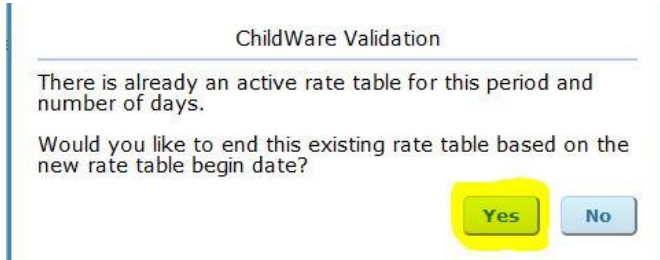 ChildWare Validation
There is already an active rate table for this period and
number of days.
Would you like to end this existing rate table based on the
new rate table begin date?
Yes No